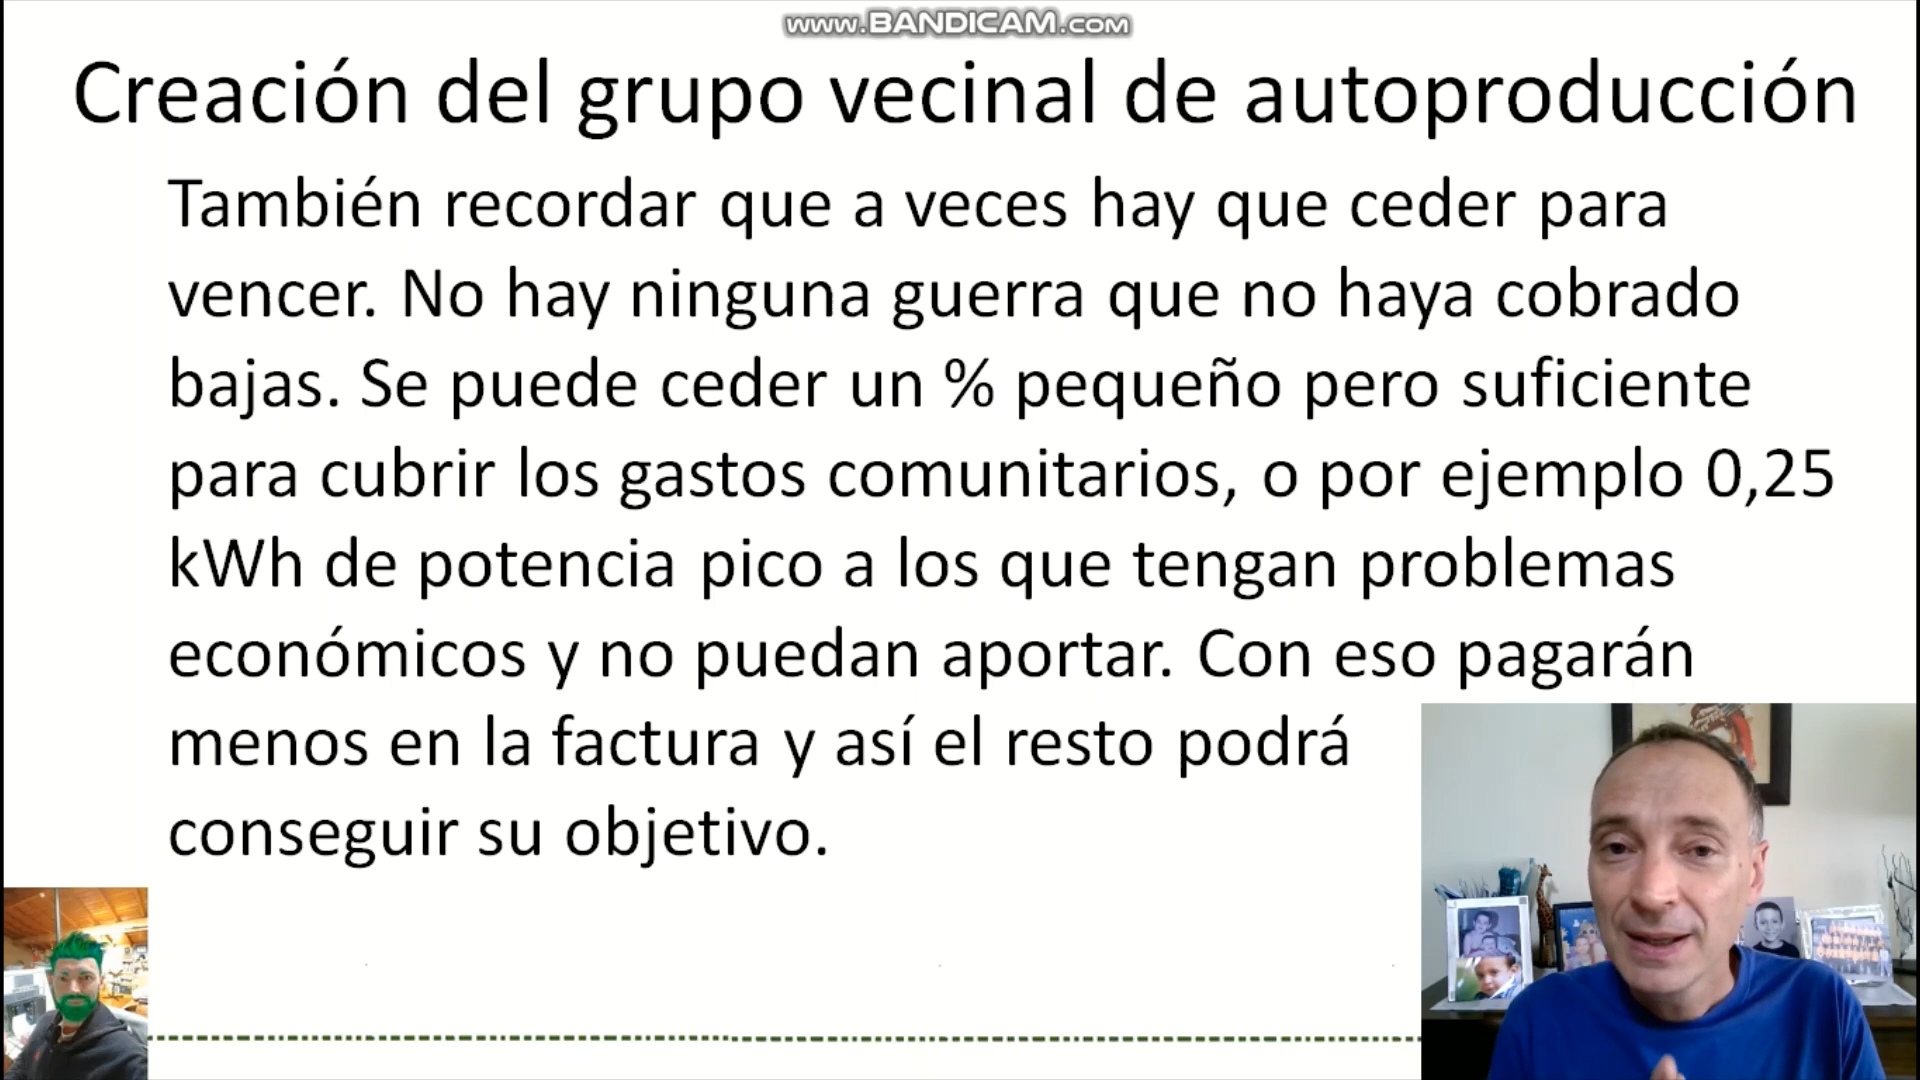 www.BANDICAM.com
Creación del grupo vecinal de autoproducción
También recordar que a veces hay que ceder para
vencer. No hay ninguna guerra que no haya cobrado
bajas. Se puede ceder un % pequeño pero suficiente
para cubrir los gastos comunitarios, o por ejemplo 0,25
kWh de potencia pico a los que tengan problemas
económicos y no puedan aportar. Con eso pagarán
menos en la factura y así el resto podrá
conseguir su objetivo.